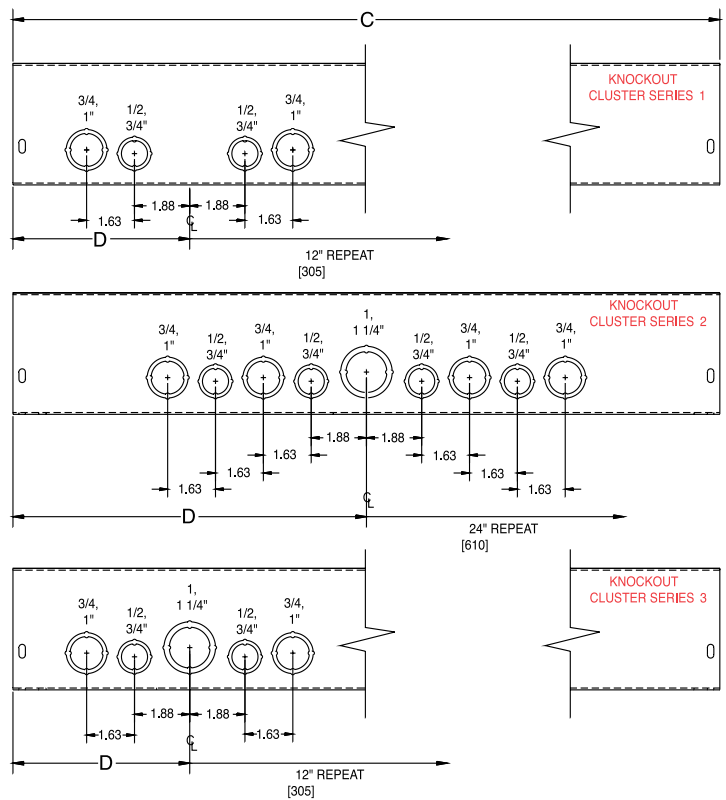 C
KNOCKOUT
CLUSTER SERIES 1
3/4,
1"
1/2,
3/4"
1/2,
3/4"
3/4,
1"
1.88
1.88
1.63
1.63
C
L
D
12" REPEAT
[305]
KNOCKOUT
CLUSTER SERIES 2
3/4,
1"
1/2,
3/4"
3/4,
1"
1/2,
3/4"
1,
1 1/4"
1/2,
3/4"
3/4,
1"
1/2,
3/4"
3/4,
1"
1.88
1.88
1.63
1.63
1.63
1.63
1.63
1.63
C
L
D
24" REPEAT
[610]
KNOCKOUT
CLUSTER SERIES 3
3/4,
1"
1/2,
3/4"
1,
1 1/4"
1/2,
3/4"
3/4,
1"
1.88
1.88
1.63
1.63
C
L
D
12" REPEAT
[305]